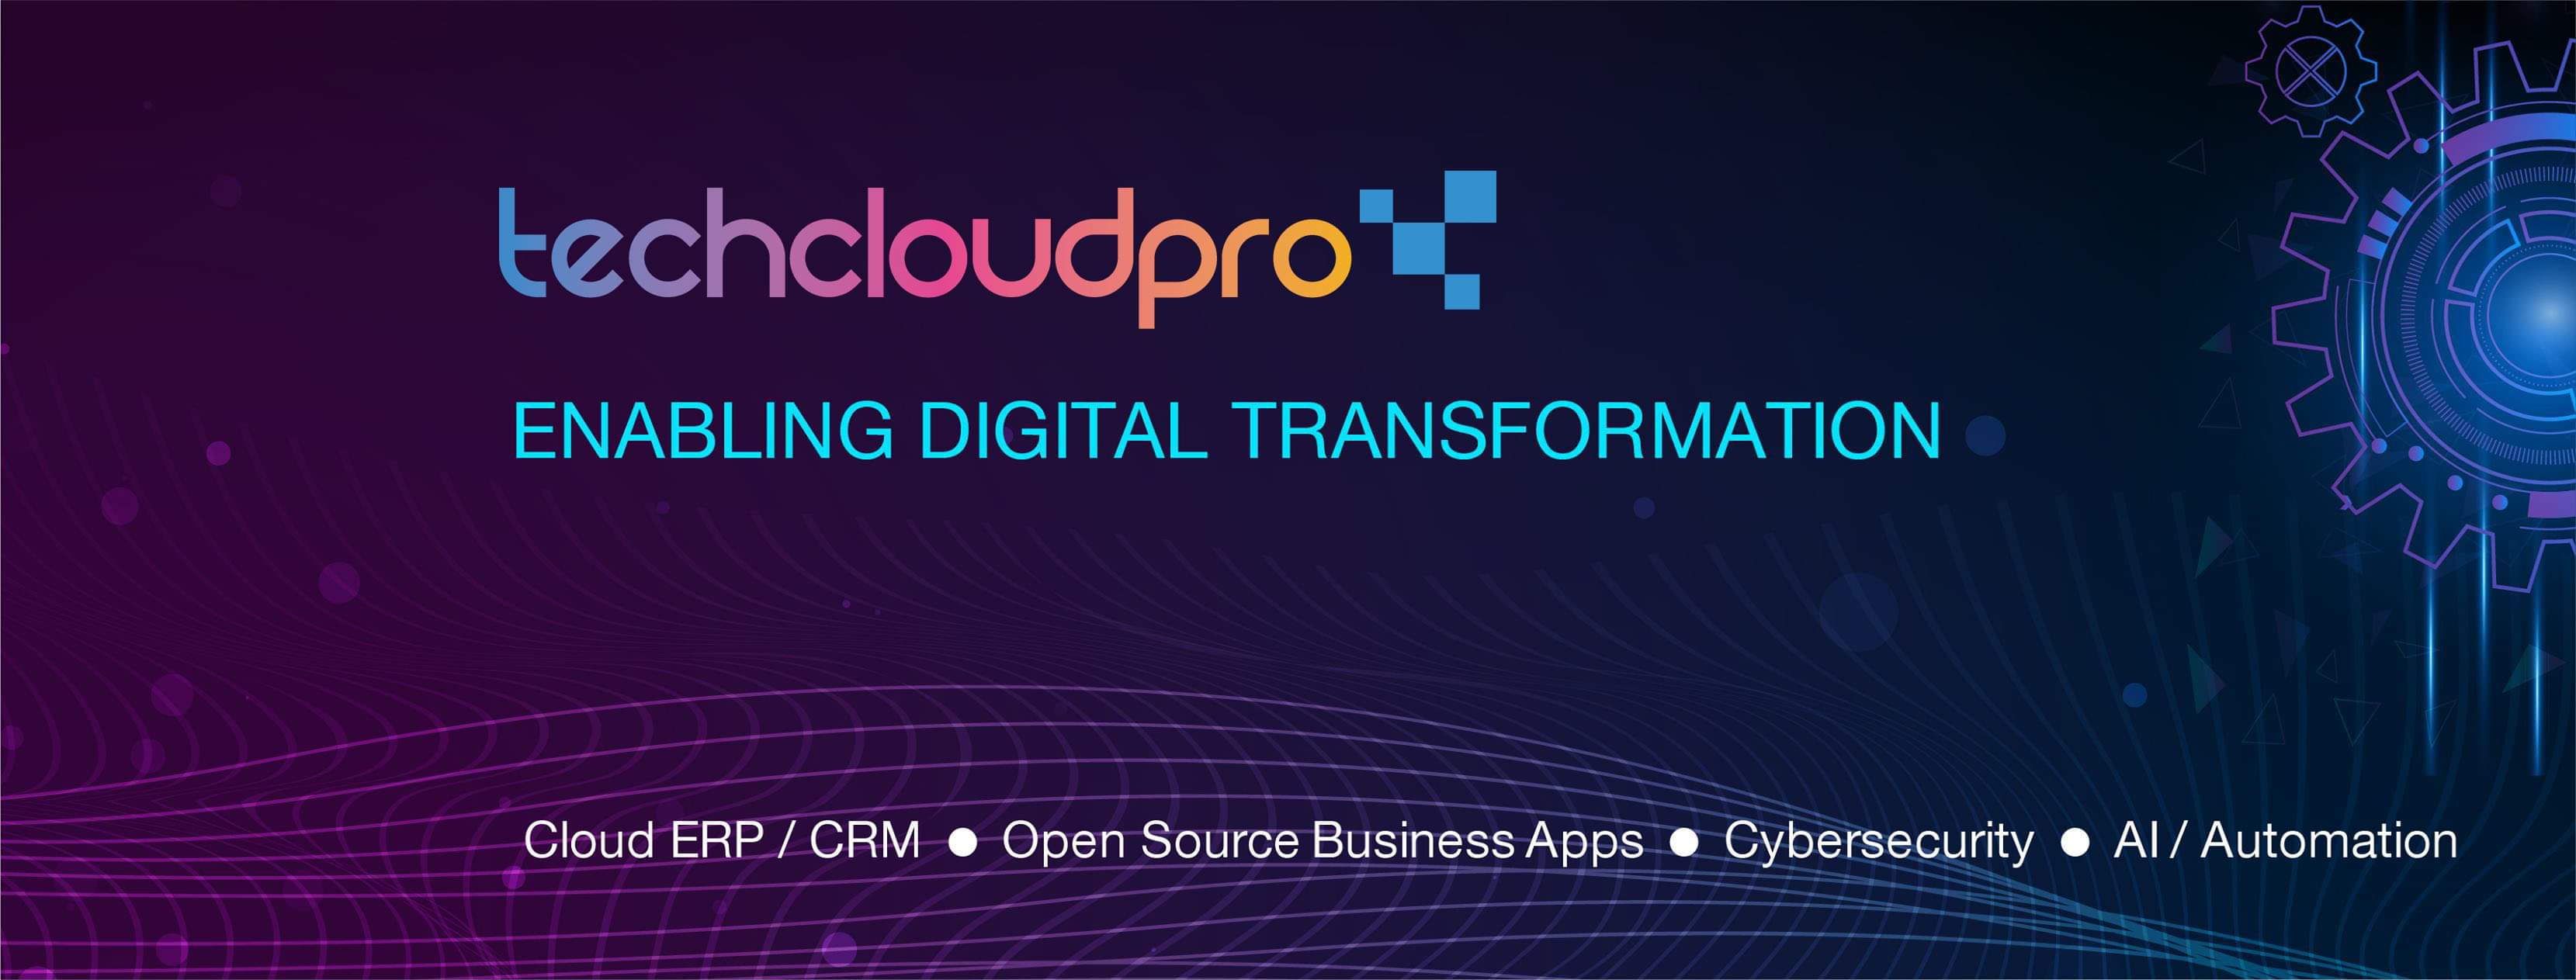 techcloudpro
ENABLING DIGITAL TRANSFORMATION
Cloud ERP / CRM ● Open Source Business Apps ● Cybersecurity ● AI / Automation